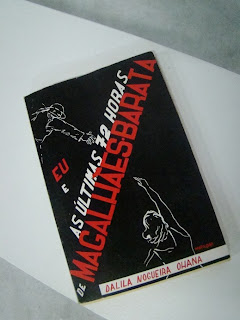 EU E
AS ÚLTIMAS 72 HORAS
DE MAGALHÃES BARATA
DALILA NOGUEIRA OHANA